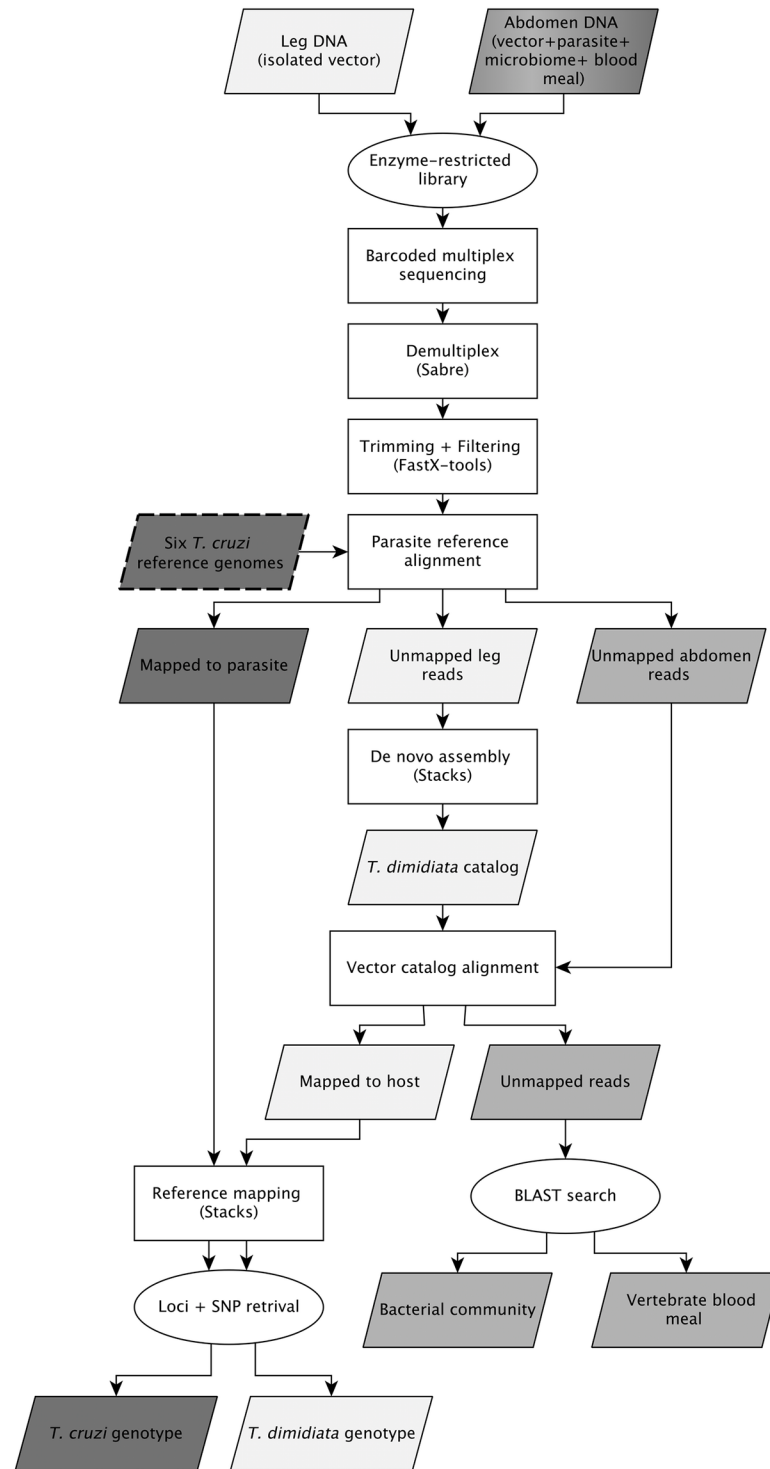 Leg DNA
(isolated vector)
Abdomen DNA
(vector+parasite+
microbiome+ blood
meal)
Enzyme-restricted
library
Barcoded multiplex
sequencing
Demultiplex
(Sabre)
Trimming + Filtering
(FastX-tools)
Six T. cruzi
reference genomes
Parasite reference
alignment
Mapped to parasite
Unmapped leg
reads
Unmapped abdomen
reads
De novo assembly
(Stacks)
T. dimidiata catalog
Vector catalog alignment
Mapped to host
Unmapped reads
Reference mapping
(Stacks)
BLAST search
Loci + SNP retrival
Bacterial community
Vertebrate blood
meal
T. cruzi genotype
T. dimidiata genotype